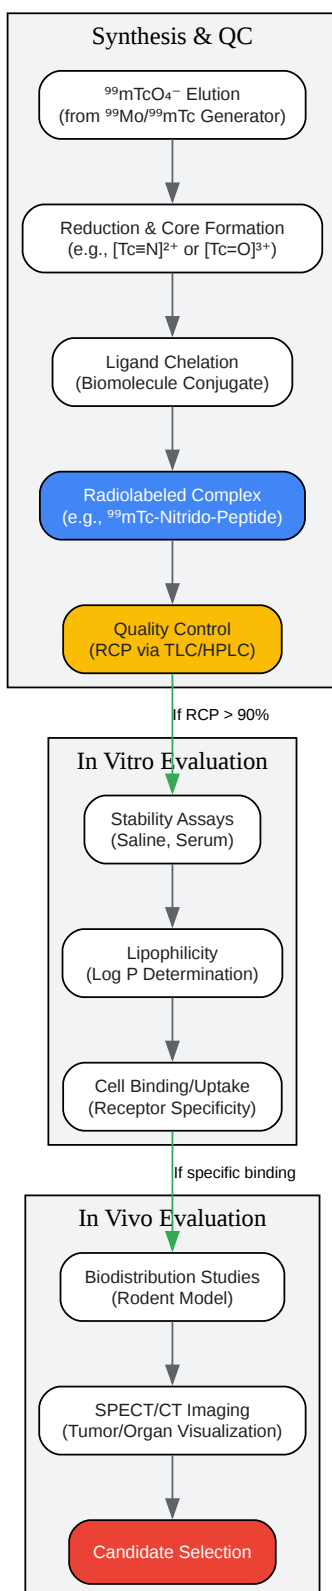 Synthesis & QC
⁹⁹mTcO₄⁻ Elution
(from ⁹⁹Mo/⁹⁹mTc Generator)
Reduction & Core Formation
(e.g., [Tc≡N]²⁺ or [Tc=O]³⁺)
Ligand Chelation
(Biomolecule Conjugate)
Radiolabeled Complex
(e.g., ⁹⁹mTc-Nitrido-Peptide)
Quality Control
(RCP via TLC/HPLC)
If RCP > 90%
In Vitro Evaluation
Stability Assays
(Saline, Serum)
Lipophilicity
(Log P Determination)
Cell Binding/Uptake
(Receptor Specificity)
If specific binding
In Vivo Evaluation
Biodistribution Studies
(Rodent Model)
SPECT/CT Imaging
(Tumor/Organ Visualization)
Candidate Selection